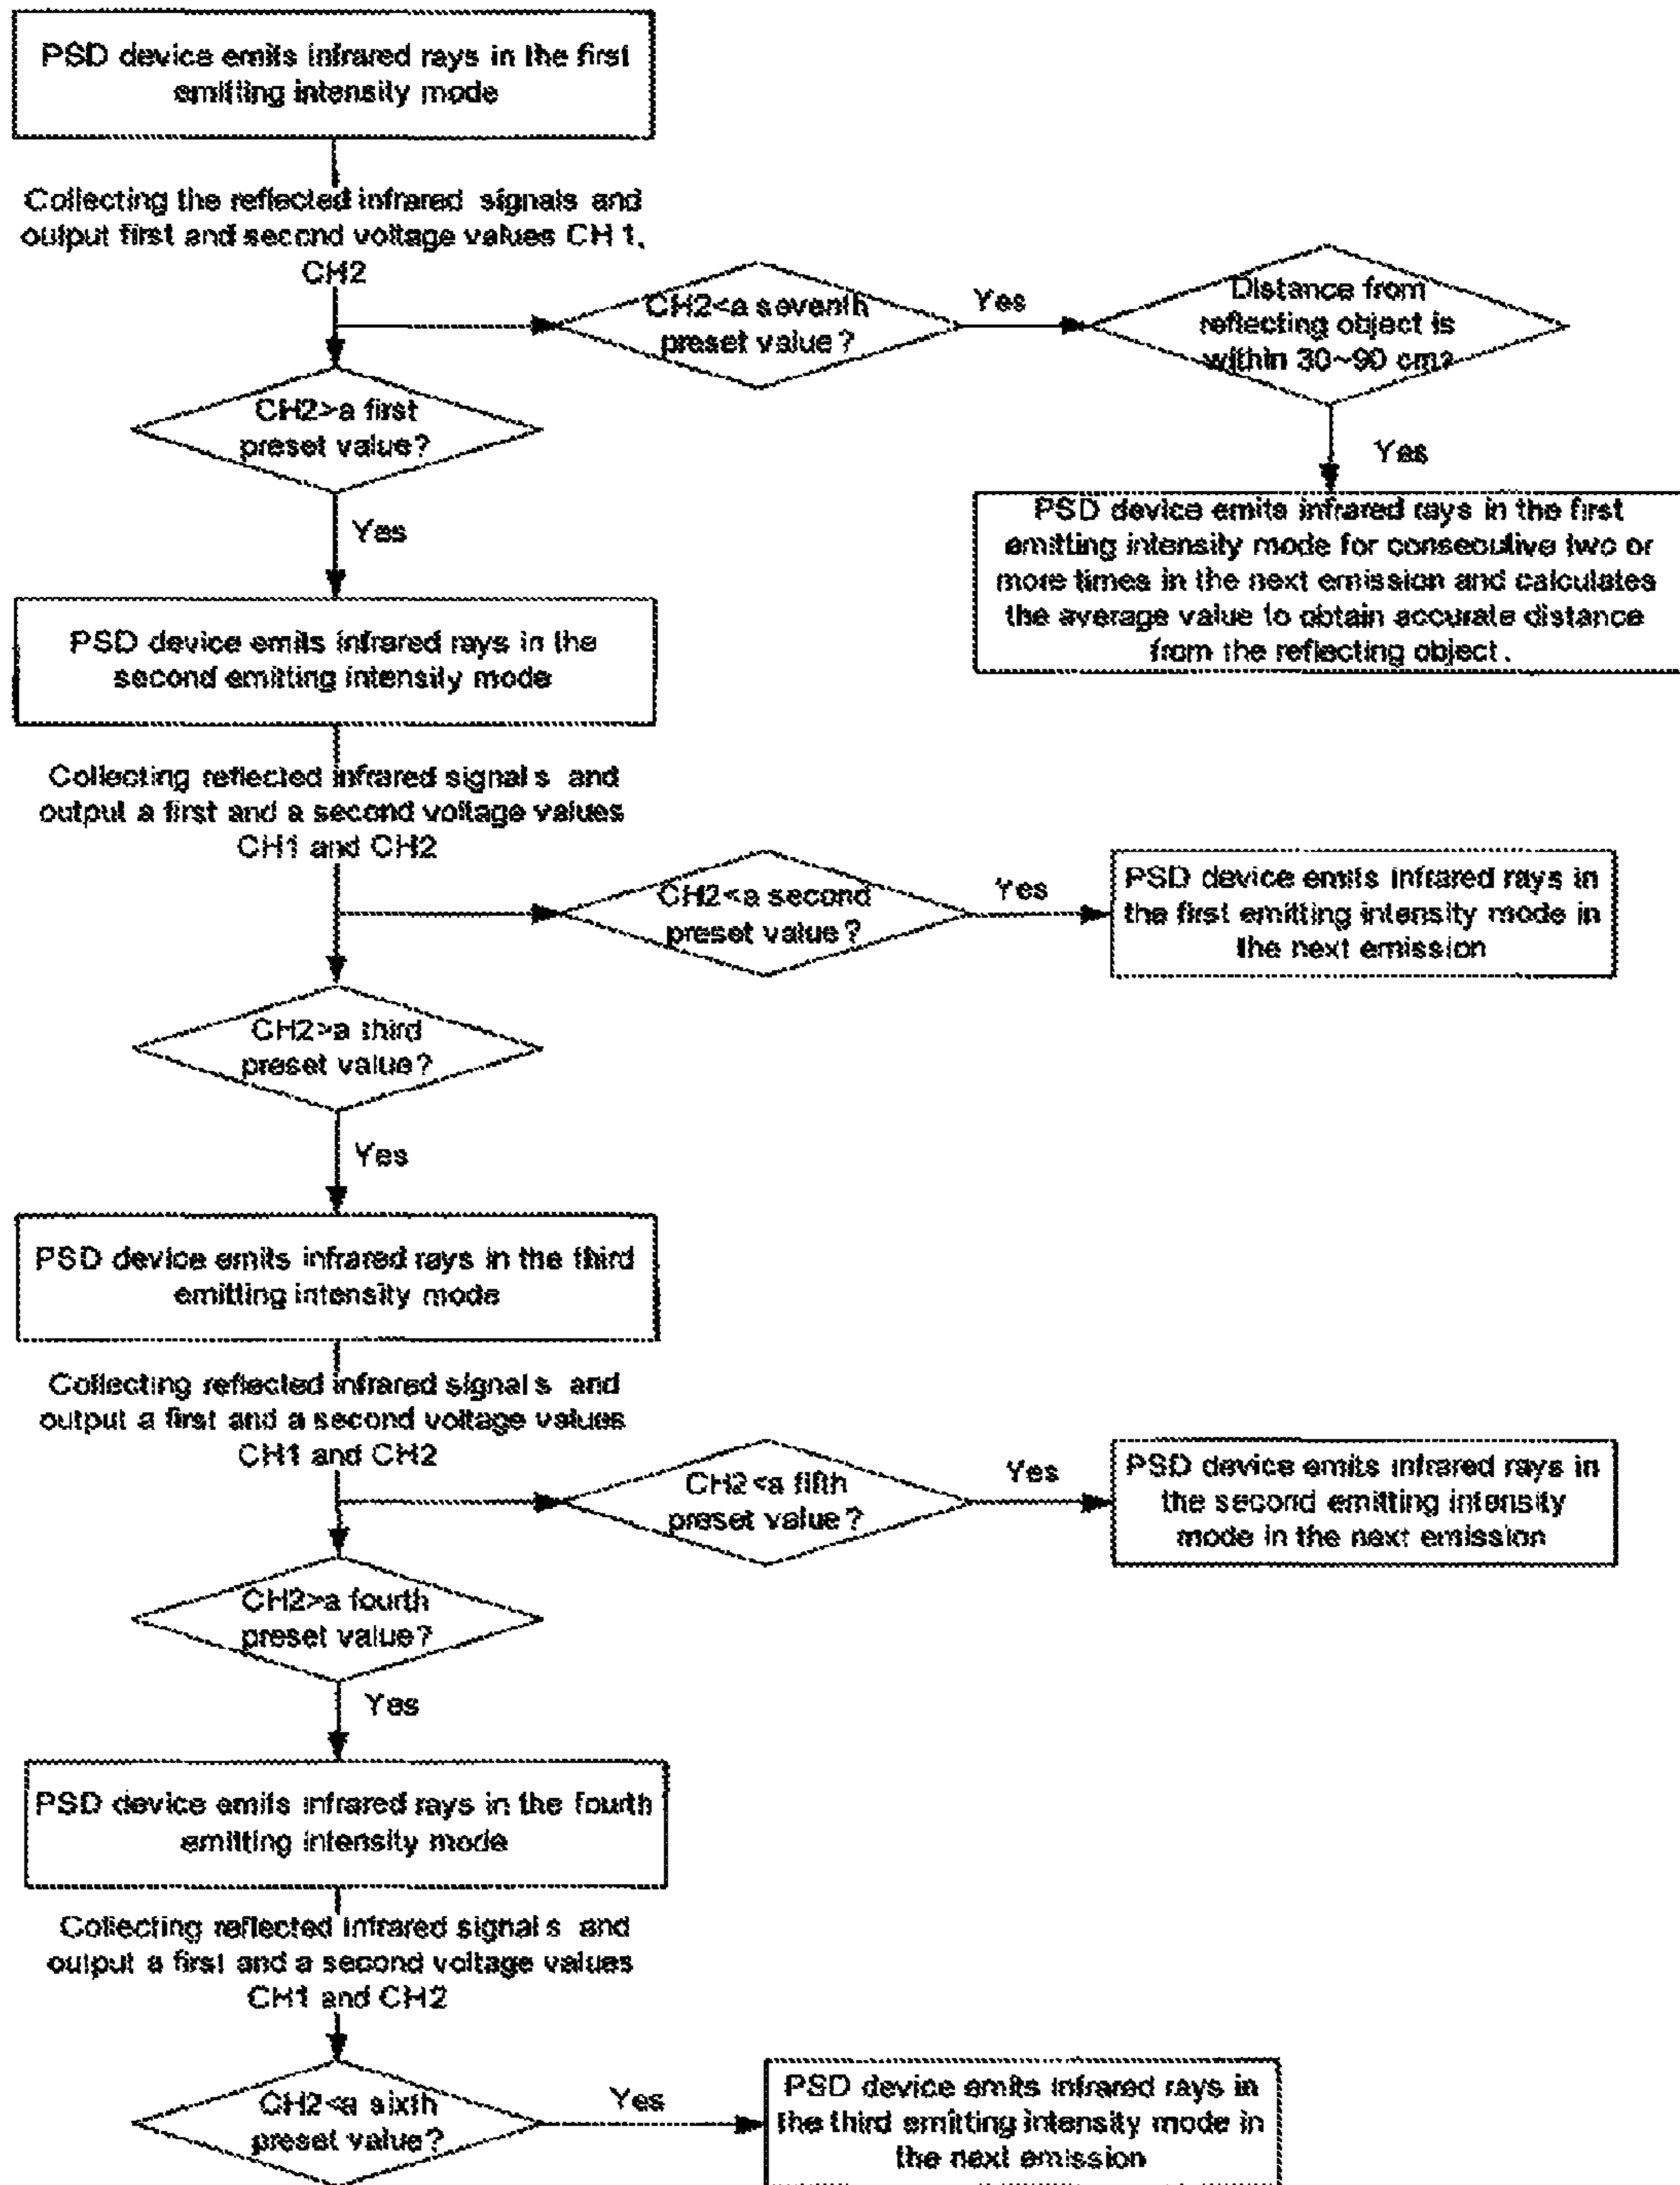 PSD device emits infrared rays in the first
emitting intensity mode
Collecting the reflected infrared signals and
output first and second voltage values CH 1,
CH2
CH2<a seventh
preset value?
Yes
Distance from
reflecting object is
within 30~90 cm?
CH2>a first
preset value?
Yes
Yes
PSD device emits infrared rays in the first
emitting intensity mode for consecutive two or
more times in the next emission and calculates
the average value to obtain accurate distance
from the reflecting object.
PSD device emits infrared rays in the
second emitting intensity mode
Collecting reflected infrared signals and
output a first and a second voltage values
CH1 and CH2
CH2<a second
preset value?
Yes
PSD device emits infrared rays in
the first emitting intensity mode in
the next emission
CH2>a third
preset value?
Yes
PSD device emits infrared rays in the third
emitting intensity mode
Collecting reflected infrared signals and
output a first and a second voltage values
CH1 and CH2
CH2<a fifth
preset value?
Yes
PSD device emits infrared rays in
the second emitting intensity
mode in the next emission
CH2>a fourth
preset value?
Yes
PSD device emits infrared rays in the fourth
emitting intensity mode
Collecting reflected infrared signals and
output a first and a second voltage values
CH1 and CH2
CH2<a sixth
preset value?
Yes
PSD device emits infrared rays in
the third emitting intensity mode in
the next emission